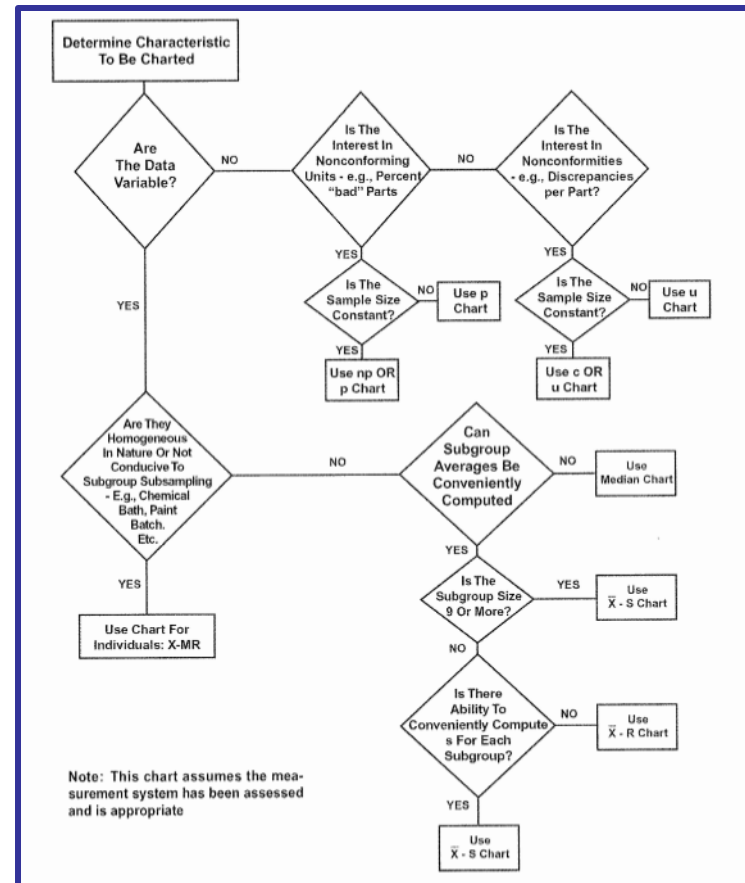 Determine Characteristic
To Be Charted
Are
The Data
Variable?
NO
Is The
Interest In
Nonconforming
Units - e.g., Percent
"bad" Parts
NO
Is The
Interest In
Nonconformities
- e.g., Discrepancies
per Part?
YES
YES
YES
Is The
Sample Size
Constant?
NO
Use p
Chart
Is The
Sample Size
Constant?
NO
Use u
Chart
YES
YES
Use np OR
p Chart
Use c OR
u Chart
Are They
Homogeneous
In Nature Or Not
Conducive To
Subgroup Subsampling
- E.g., Chemical
Bath, Paint
Batch.
Etc.
NO
Can
Subgroup
Averages Be
Conveniently
Computed
NO
Use
Median Chart
YES
YES
Use Chart For
Individuals: X-MR
Is The
Subgroup Size
9 Or More?
YES
Use
X̅ - S Chart
NO
Is There
Ability To
Conveniently Compute
s For Each
Subgroup?
NO
Use
X̅ - R Chart
YES
Use
X̅ - S Chart
Note: This chart assumes the mea-
surement system has been assessed
and is appropriate